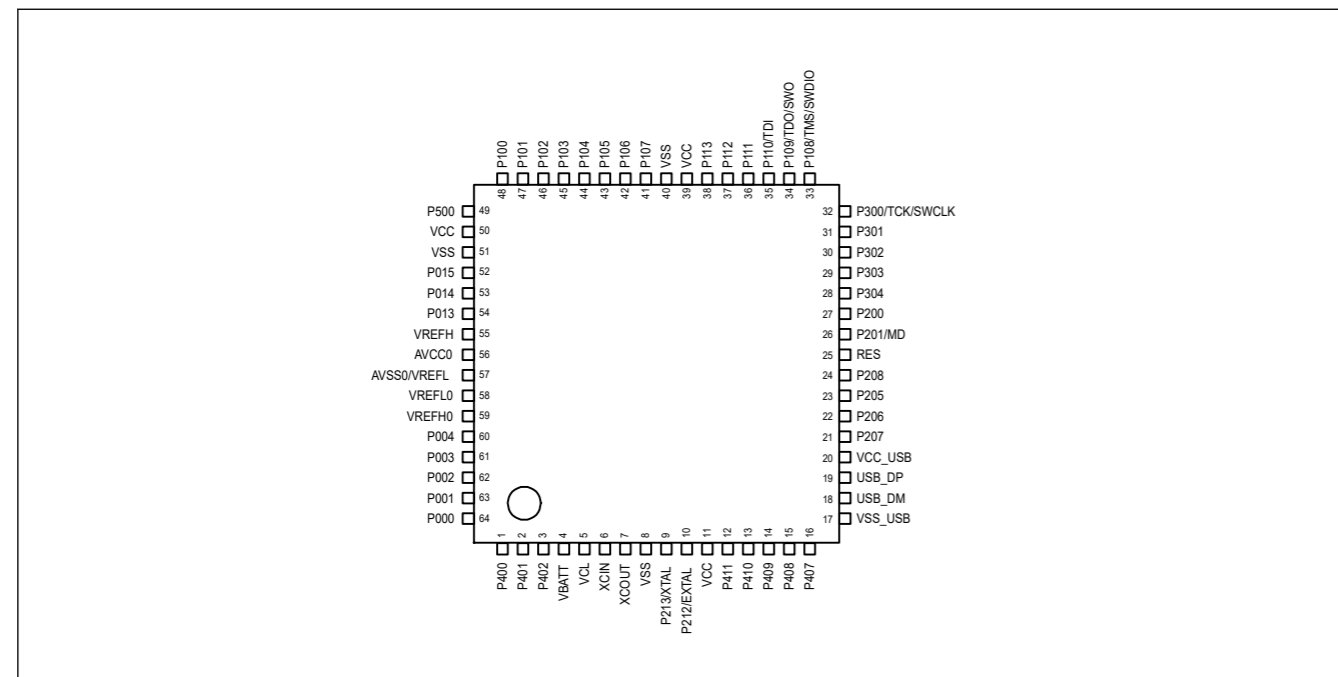 P100
P101
P102
P103
P104
P105
P106
P107
VSS
VCC
P113
P112
P111
P110/TDI
P109/TDO/SWO
P108/TMS/SWDIO
48
47
46
45
44
43
42
41
40
39
38
37
36
35
34
33
P500 49
VCC 50
VSS 51
P015 52
P014 53
P013 54
VREFH 55
AVCC0 56
AVSS0/VREFL 57
VREFL0 58
VREFH0 59
P004 60
P003 61
P002 62
P001 63
P000 64
32 P300/TCK/SWCLK
31 P301
30 P302
29 P303
28 P304
27 P200
26 P201/MD
25 RES
24 P208
23 P205
22 P206
21 P207
20 VCC_USB
19 USB_DP
18 USB_DM
17 VSS_USB
1
2
3
4
5
6
7
8
9
10
11
12
13
14
15
16
P400
P401
P402
VBATT
VCL
XCIN
XCOUT
VSS
P213/XTAL
P212/EXTAL
VCC
P411
P410
P409
P408
P407